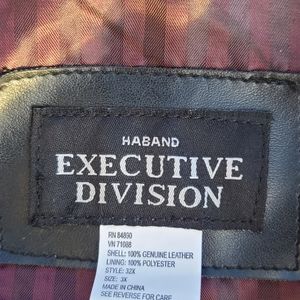 HABAND
EXECUTIVE
DIVISION
RN 84890
VN 71088
SHELL: 100% GENUINE LEATHER
LINING: 100% POLYESTER
STYLE: 32X
SIZE: 3X
MADE IN CHINA
SEE REVERSE FOR CARE